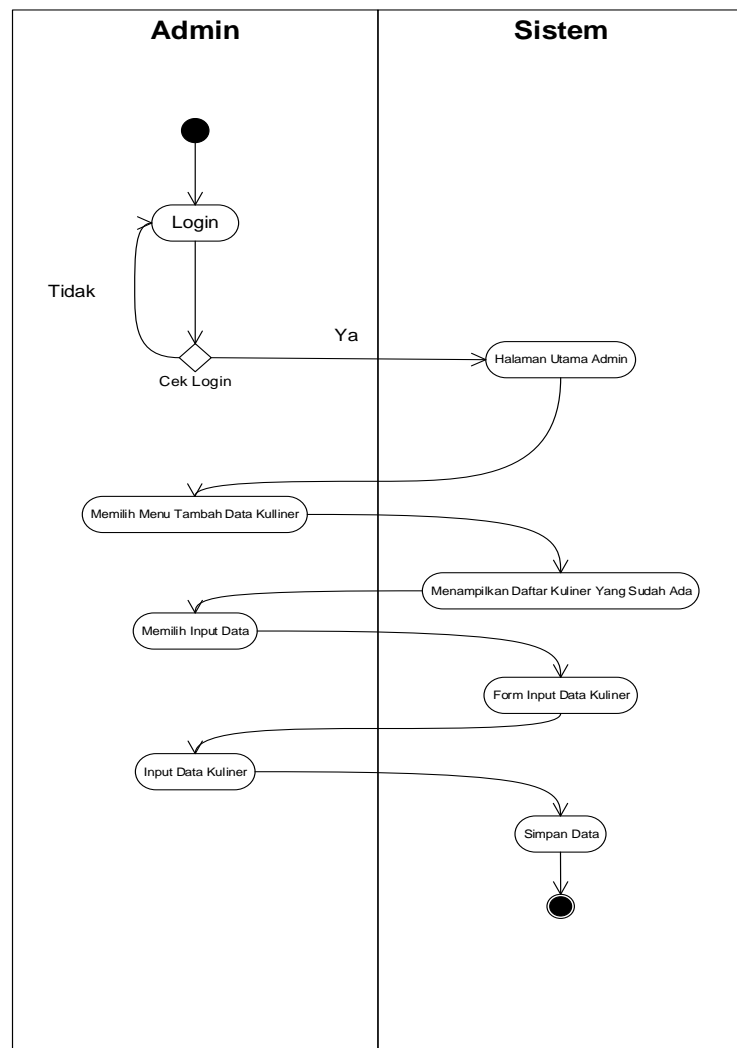 Admin
Sistem
Login
Tidak
Ya
Cek Login
Halaman Utama Admin
Memilih Menu Tambah Data Kulliner
Menampilkan Daftar Kuliner Yang Sudah Ada
Memilih Input Data
Form Input Data Kuliner
Input Data Kuliner
Simpan Data